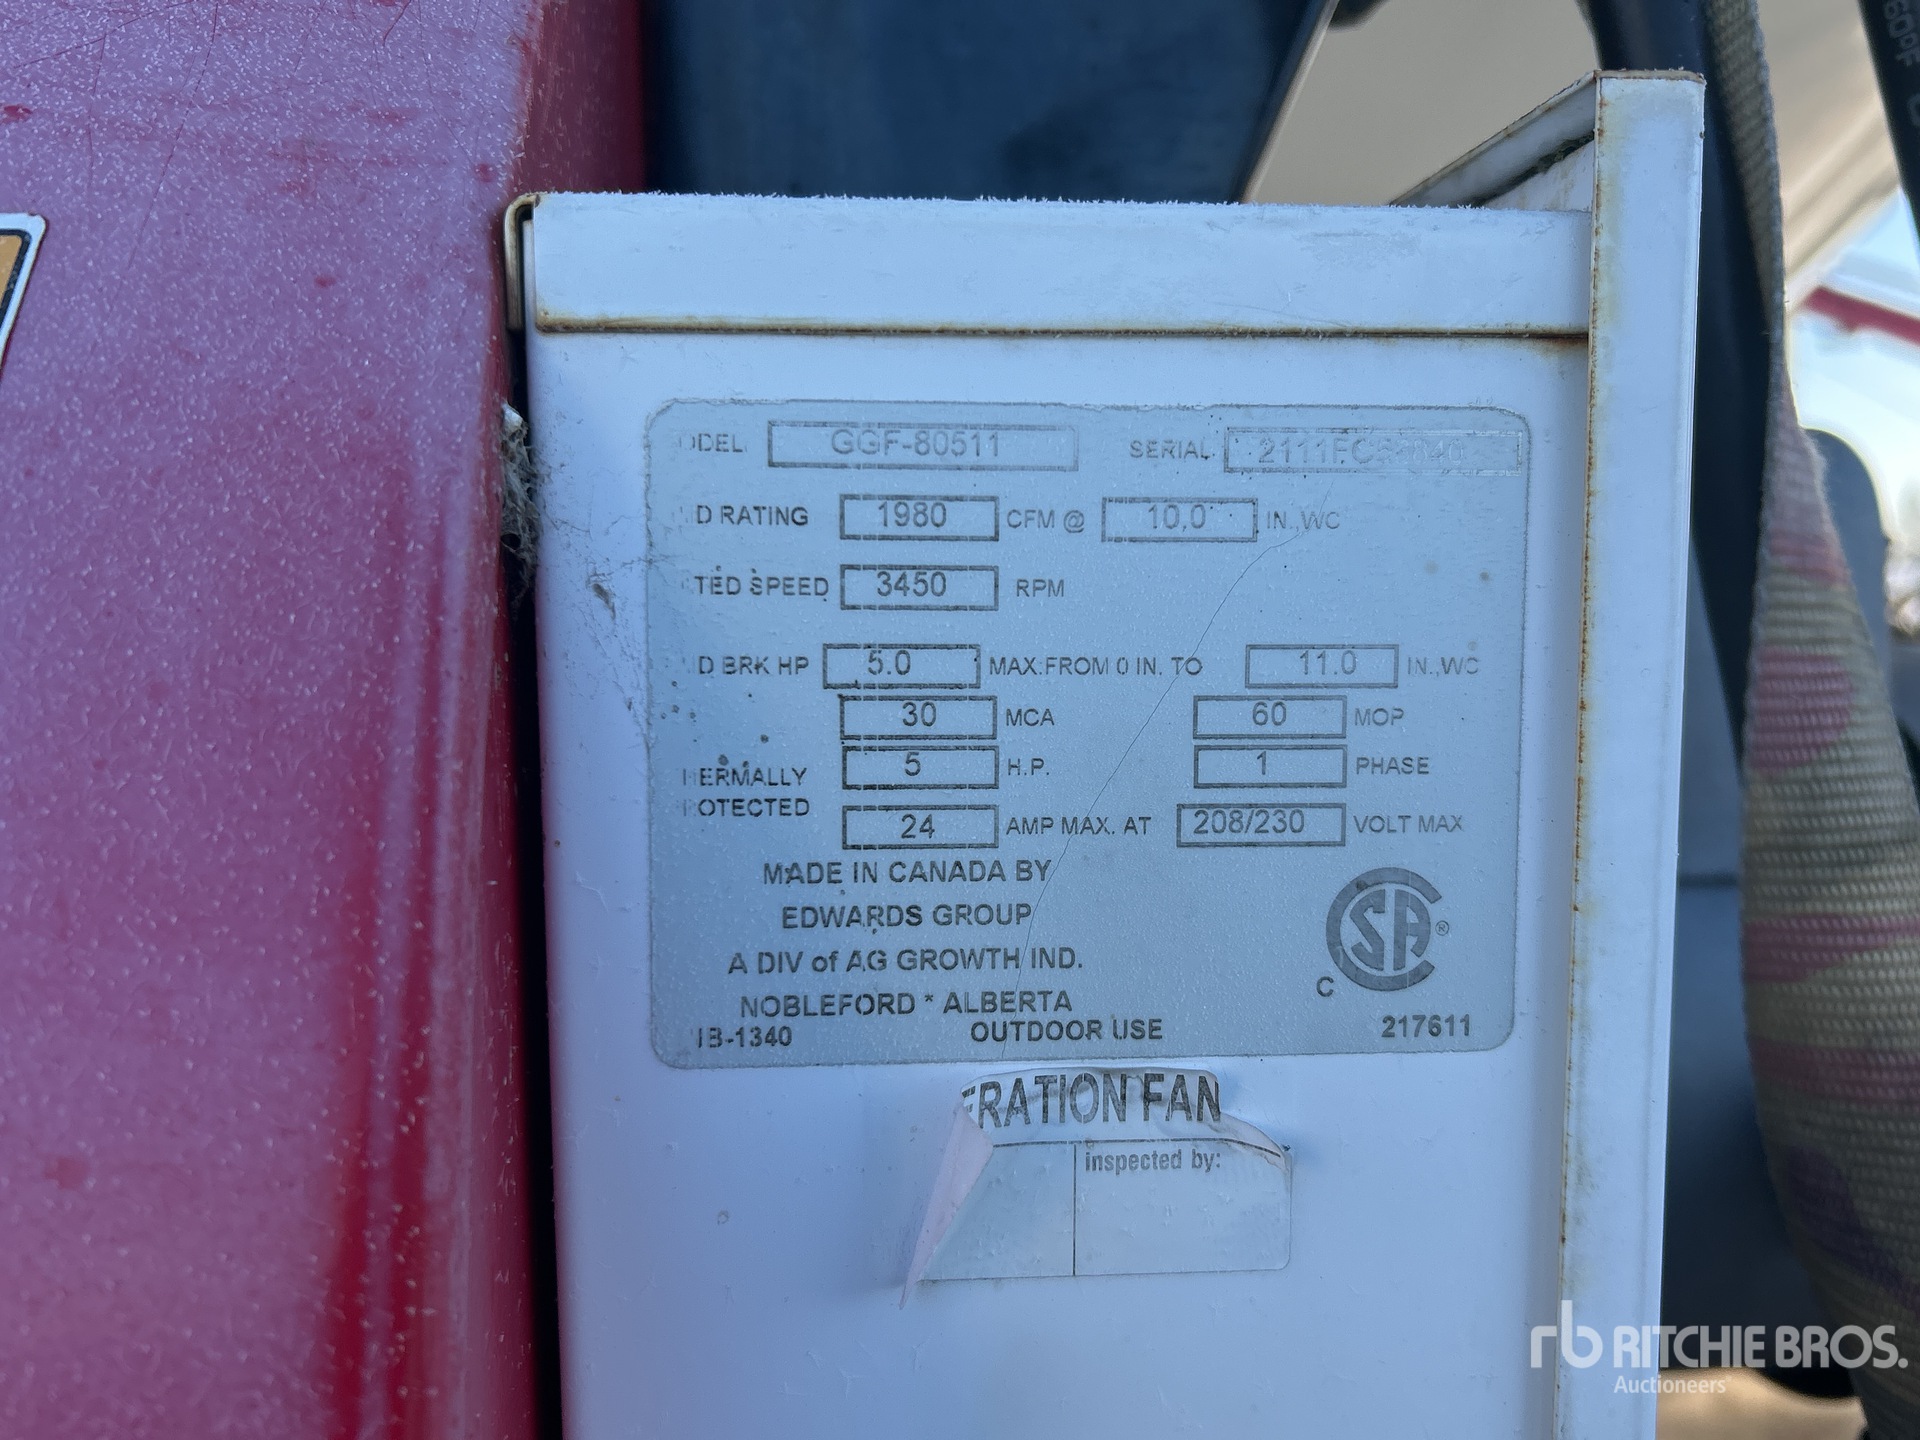 ODEL GGF-80511 SERIAL
D RATING 1980 CFM @ 10.0 IN.,WC
TED SPEED 3450 RPM
D BRK HP 5.0 MAX.FROM 0 IN. TO 11.0 IN.,WC
30 MCA 60 MOP
5 H.P. 1 PHASE
HERMALLY
OTECTED
24 AMP MAX. AT 208/230 VOLT MAX
MADE IN CANADA BY
EDWARDS GROUP
A DIV of AG GROWTH IND.
NOBLEFORD * ALBERTA
IB-1340 OUTDOOR USE 217611
C SA ®
ERATION FAN
inspected by:
rb RITCHIE BROS.
Auctioneers